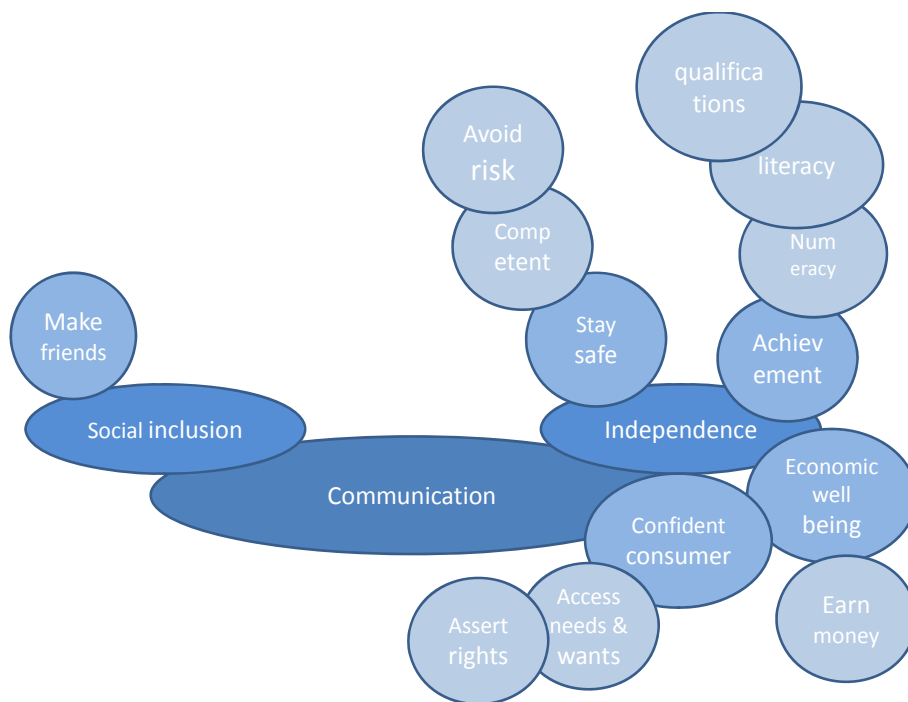 qualifica
tions
Avoid
risk
literacy
Comp
etent
Num
eracy
Make
friends
Stay
safe
Achiev
ement
Social inclusion
Independence
Communication
Economic
well
being
Confident
consumer
Access
needs &
wants
Assert
rights
Earn
money